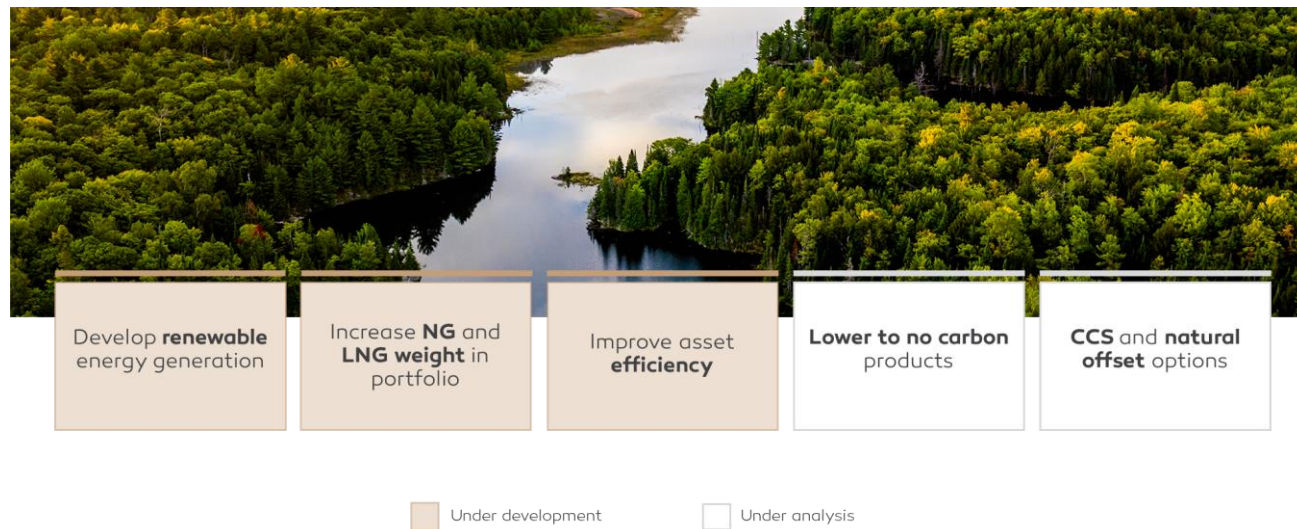 Develop renewable
energy generation
Increase NG and
LNG weight in
portfolio
Improve asset
efficiency
Lower to no carbon
products
CCS and natural
offset options
Under development
Under analysis